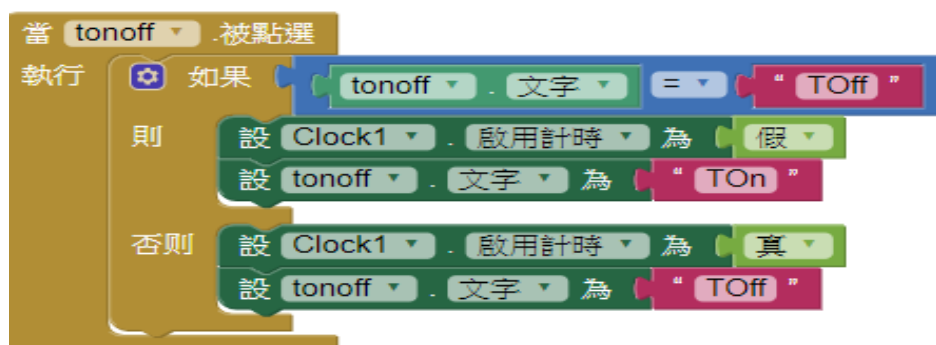 當 tonoff .被點選
執行 如果 tonoff . 文字 = " TOff "
則 設 Clock1 . 啟用計時 為 假
設 tonoff . 文字 為 " TOn "
否則 設 Clock1 . 啟用計時 為 真
設 tonoff . 文字 為 " TOff "